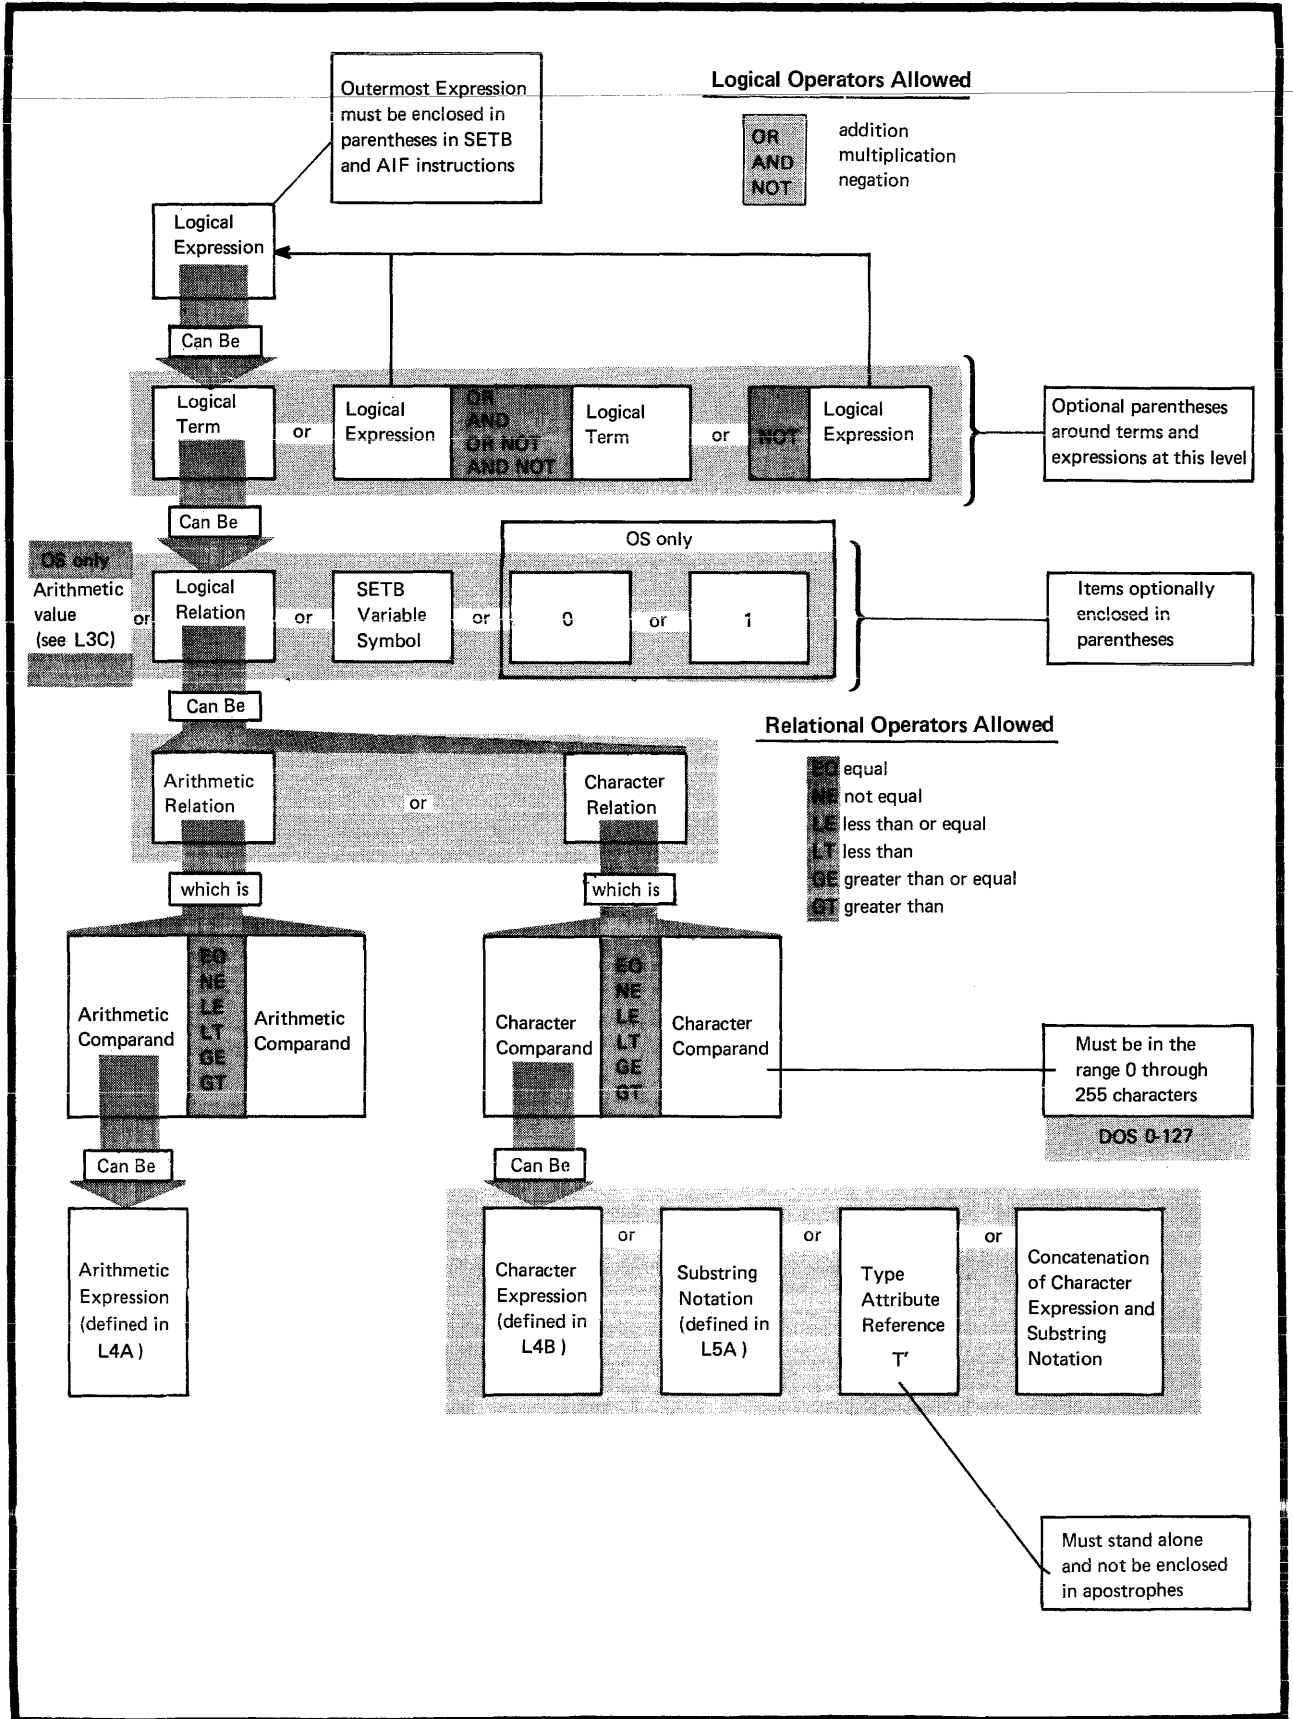 Outermost Expression
must be enclosed in
parentheses in SETB
and AIF instructions
Logical Operators Allowed
OR addition
AND multiplication
NOT negation
Logical
Expression
Can Be
Logical
Term
or
Logical
Expression
OR
AND
OR NOT
AND NOT
Logical
Term
or
NOT
Logical
Expression
Optional parentheses
around terms and
expressions at this level
Can Be
OS only
Arithmetic
value
(see L3C)
or
Logical
Relation
or
SETB
Variable
Symbol
or
OS only
0
or
1
Items optionally
enclosed in
parentheses
Can Be
Arithmetic
Relation
or
Character
Relation
Relational Operators Allowed
EQ equal
NE not equal
LE less than or equal
LT less than
GE greater than or equal
GT greater than
which is
which is
Arithmetic
Comparand
EQ
NE
LE
LT
GE
GT
Arithmetic
Comparand
Character
Comparand
EQ
NE
LE
LT
GE
GT
Character
Comparand
Must be in the
range 0 through
255 characters
DOS 0-127
Can Be
Can Be
Arithmetic
Expression
(defined in
L4A )
Character
Expression
(defined in
L4B )
or
Substring
Notation
(defined in
L5A )
or
Type
Attribute
Reference
T'
or
Concatenation
of Character
Expression and
Substring
Notation
Must stand alone
and not be enclosed
in apostrophes